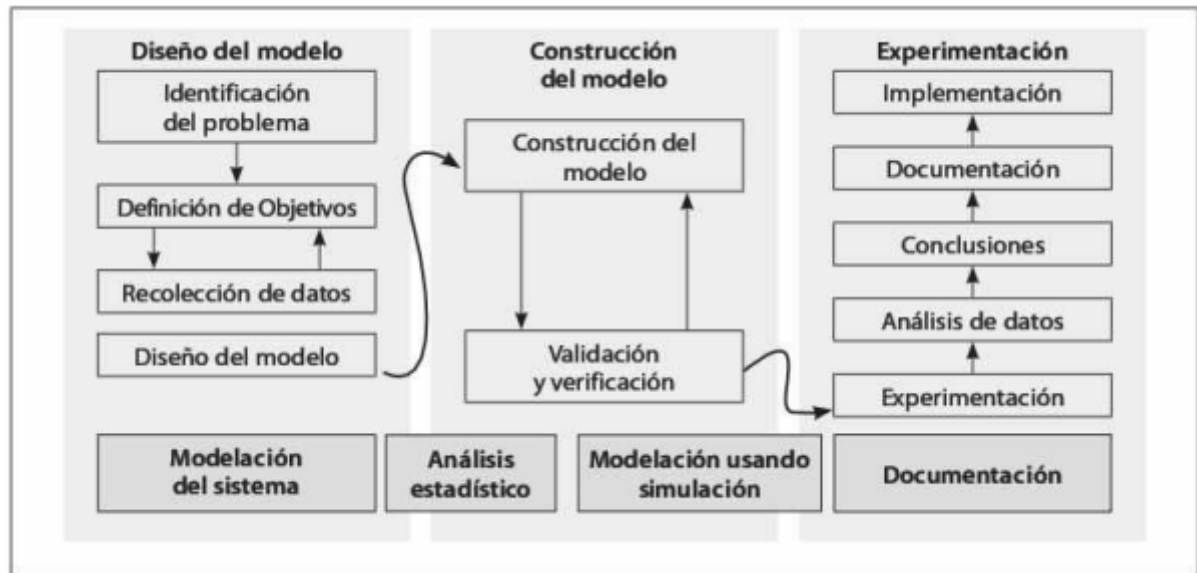 Diseño del modelo
Identificación
del problema
Definición de Objetivos
Recolección de datos
Diseño del modelo
Construcción
del modelo
Construcción del
modelo
Validación
y verificación
Experimentación
Implementación
Documentación
Conclusiones
Análisis de datos
Experimentación
Modelación
del sistema
Análisis
estadístico
Modelación usando
simulación
Documentación